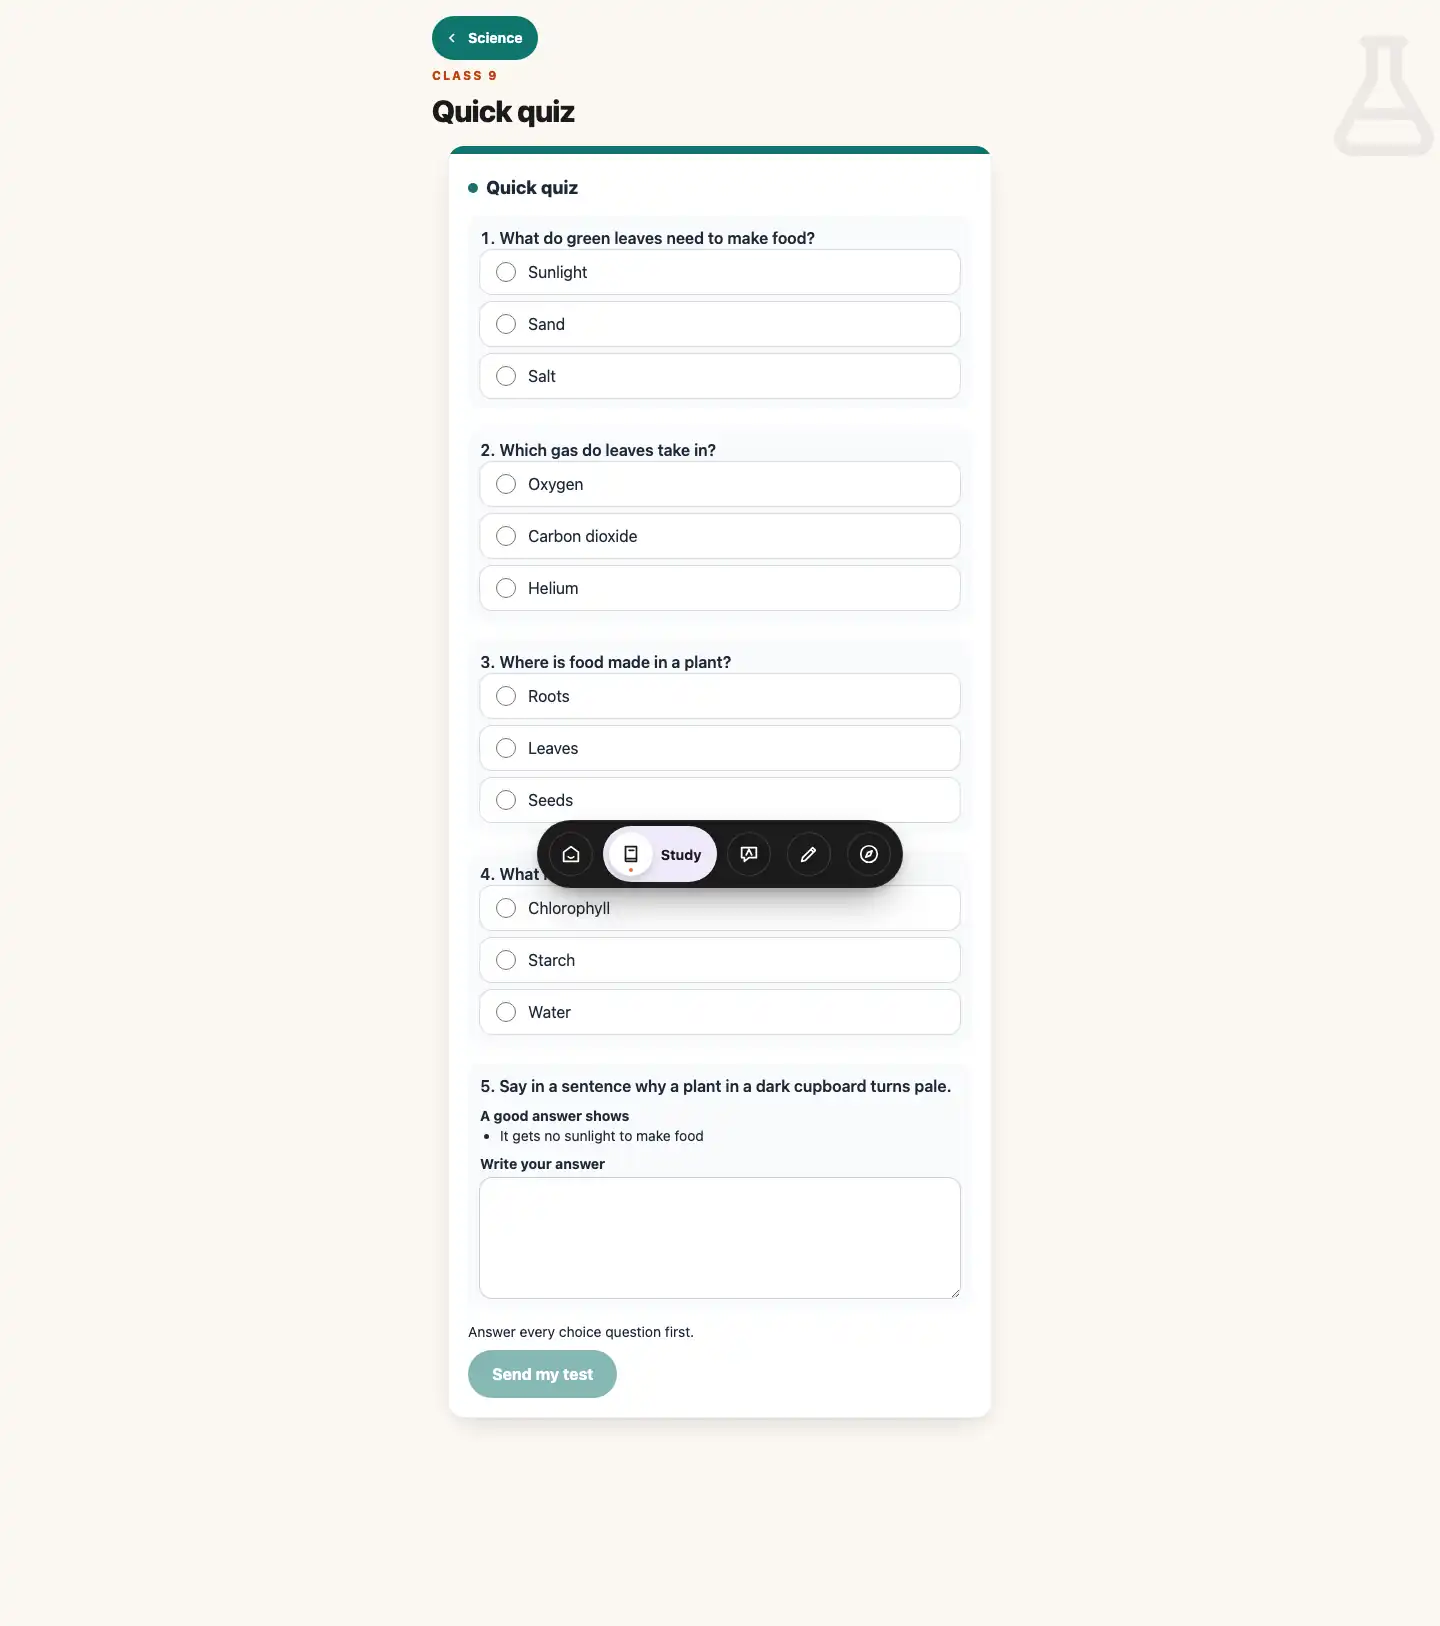 Science
CLASS 9
Quick quiz
Quick quiz
1. What do green leaves need to make food?
Sunlight
Sand
Salt
2. Which gas do leaves take in?
Oxygen
Carbon dioxide
Helium
3. Where is food made in a plant?
Roots
Leaves
Seeds
Study
4. What
Chlorophyll
Starch
Water
5. Say in a sentence why a plant in a dark cupboard turns pale.
A good answer shows
• It gets no sunlight to make food
Write your answer
Answer every choice question first.
Send my test